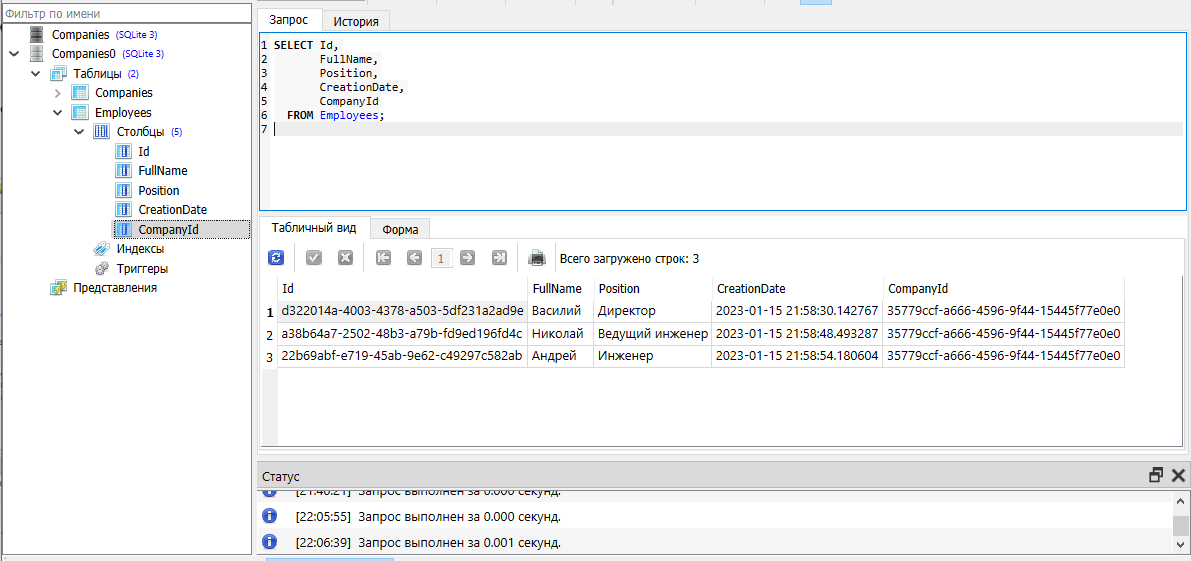 Фильтр по имени
Companies (SQLite 3)
Companies0 (SQLite 3)
Таблицы (2)
Companies
Employees
Столбцы (5)
Id
FullName
Position
CreationDate
CompanyId
Индексы
Триггеры
Представления
Запрос История
1 SELECT Id,
2 FullName,
3 Position,
4 CreationDate,
5 CompanyId
6 FROM Employees;
7
Табличный вид Форма
1 Всего загружено строк: 3
Id FullName Position CreationDate CompanyId
1 d322014a-4003-4378-a503-5df231a2ad9e Василий Директор 2023-01-15 21:58:30.142767 35779ccf-a666-4596-9f44-15445f77e0e0
2 a38b64a7-2502-48b3-a79b-fd9ed196fd4c Николай Ведущий инженер 2023-01-15 21:58:48.493287 35779ccf-a666-4596-9f44-15445f77e0e0
3 22b69abf-e719-45ab-9e62-c49297c582ab Андрей Инженер 2023-01-15 21:58:54.180604 35779ccf-a666-4596-9f44-15445f77e0e0
Статус
Запрос выполнен за 0.000 секунд.
[22:05:55] Запрос выполнен за 0.000 секунд.
[22:06:39] Запрос выполнен за 0.001 секунд.